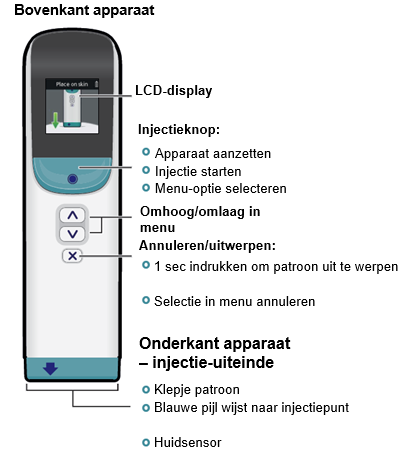 Bovenkant apparaat
Place on skin
LCD-display
Injectieknop:
Apparaat aanzetten
Injectie starten
Menu-optie selecteren
Omhoog/omlaag in
menu
Annuleren/uitwerpen:
1 sec indrukken om patroon uit te werpen
Selectie in menu annuleren
Onderkant apparaat
– injectie-uiteinde
Klepje patroon
Blauwe pijl wijst naar injectiepunt
Huidsensor